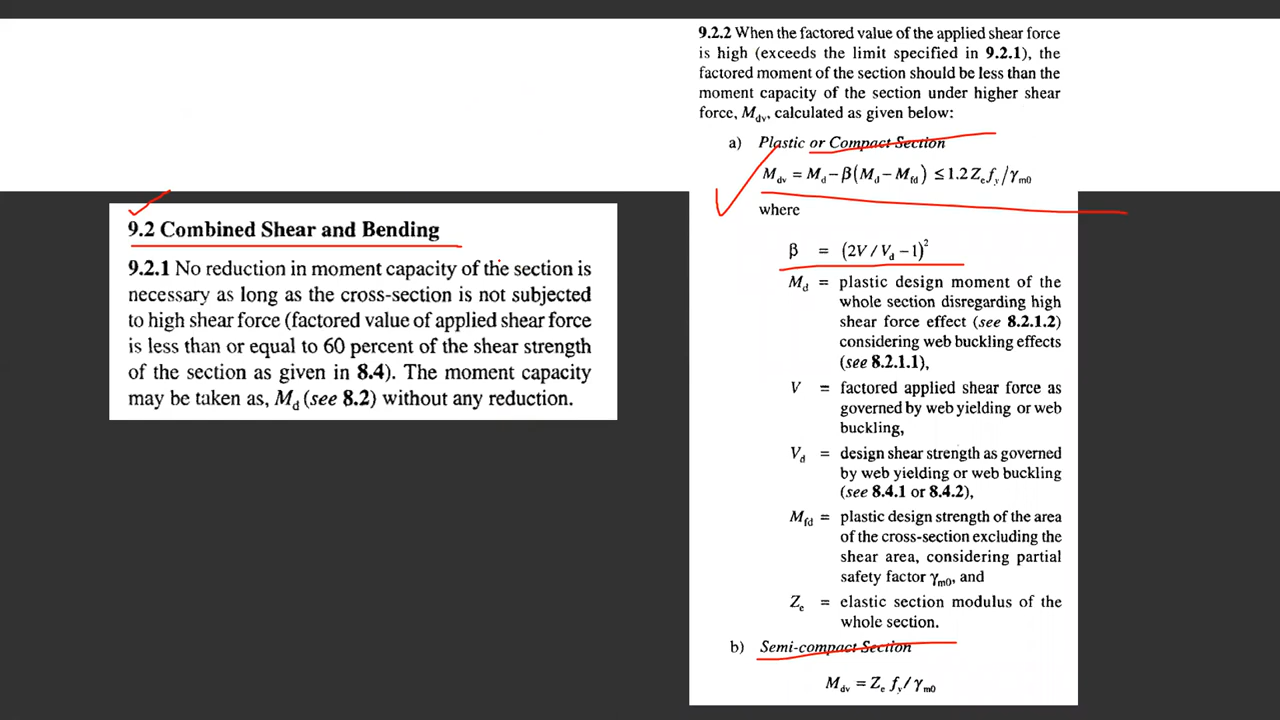 9.2 Combined Shear and Bending
9.2.1 No reduction in moment capacity of the section is
necessary as long as the cross-section is not subjected
to high shear force (factored value of applied shear force
is less than or equal to 60 percent of the shear strength
of the section as given in 8.4). The moment capacity
may be taken as, M_d (see 8.2) without any reduction.
9.2.2 When the factored value of the applied shear force
is high (exceeds the limit specified in 9.2.1), the
factored moment of the section should be less than the
moment capacity of the section under higher shear
force, M_dv, calculated as given below:
a) Plastic or Compact Section
M_dv = M_d − β(M_d − M_fd) ≤ 1.2 Z_e f_y / γ_m0
where
β = (2V / V_d − 1)²
M_d = plastic design moment of the
whole section disregarding high
shear force effect (see 8.2.1.2)
considering web buckling effects
(see 8.2.1.1),
V = factored applied shear force as
governed by web yielding or web
buckling,
V_d = design shear strength as governed
by web yielding or web buckling
(see 8.4.1 or 8.4.2),
M_fd = plastic design strength of the area
of the cross-section excluding the
shear area, considering partial
safety factor γ_m0, and
Z_e = elastic section modulus of the
whole section.
b) Semi-compact Section
M_dv = Z_e f_y / γ_m0